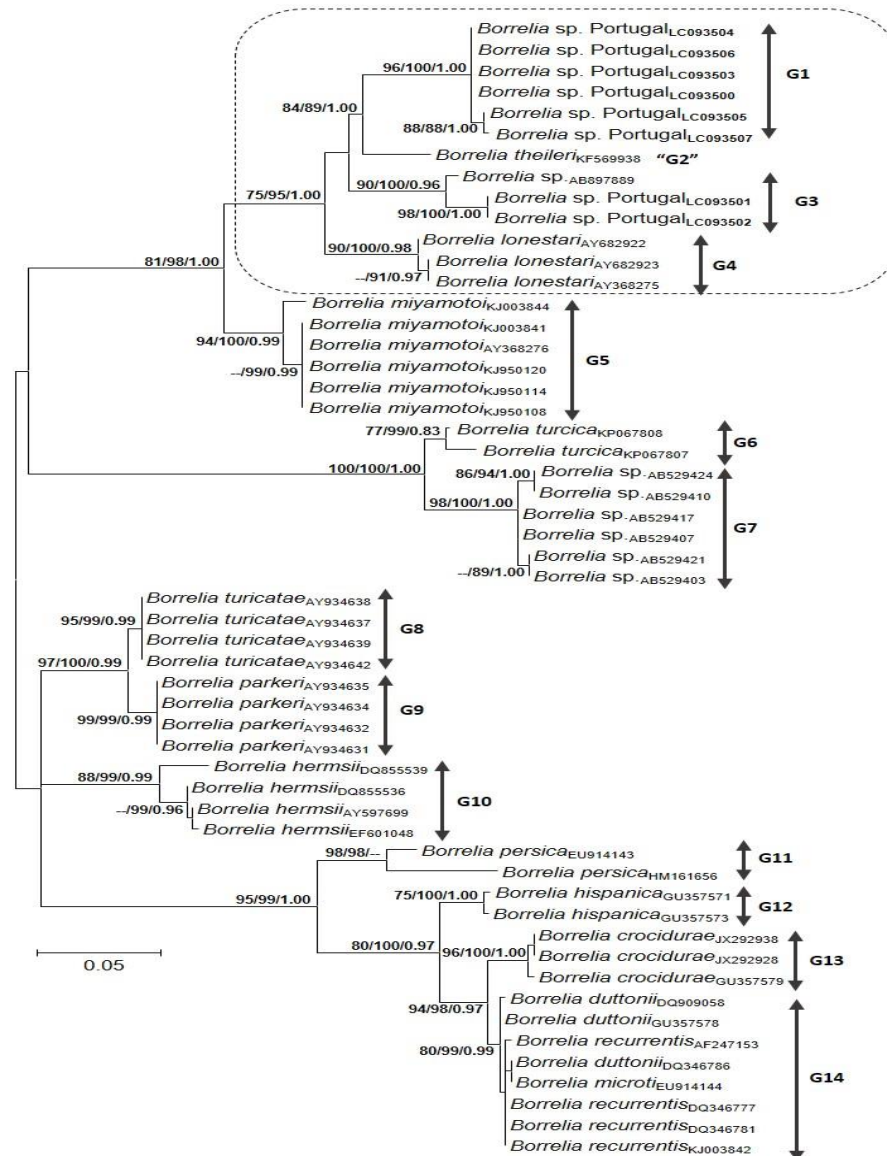 Borrelia sp. Portugal LC093504
Borrelia sp. Portugal LC093506
96/100/1.00 Borrelia sp. Portugal LC093503 G1
Borrelia sp. Portugal LC093500
84/89/1.00 Borrelia sp. Portugal LC093505
88/88/1.00 Borrelia sp. Portugal LC093507
Borrelia theileri KF569938 “G2”
90/100/0.96 Borrelia sp. AB897889
75/95/1.00 Borrelia sp. Portugal LC093501 G3
98/100/1.00 Borrelia sp. Portugal LC093502
90/100/0.98 Borrelia lonestari AY682922
81/98/1.00 Borrelia lonestari AY682923 G4
--/91/0.97 Borrelia lonestari AY368275
Borrelia miyamotoi KJ003844
Borrelia miyamotoi KJ003841
94/100/0.99 Borrelia miyamotoi AY368276
--/99/0.99 Borrelia miyamotoi KJ950120 G5
Borrelia miyamotoi KJ950114
Borrelia miyamotoi KJ950108
77/99/0.83 Borrelia turcica KP067808 G6
Borrelia turcica KP067807
100/100/1.00 86/94/1.00 Borrelia sp. AB529424
Borrelia sp. AB529410
98/100/1.00 Borrelia sp. AB529417 G7
Borrelia sp. AB529407
--/89/1.00 Borrelia sp. AB529421
Borrelia sp. AB529403
Borrelia turicatae AY934638
95/99/0.99 Borrelia turicatae AY934637 G8
Borrelia turicatae AY934639
97/100/0.99 Borrelia turicatae AY934642
Borrelia parkeri AY934635
Borrelia parkeri AY934634 G9
99/99/0.99 Borrelia parkeri AY934632
Borrelia parkeri AY934631
88/99/0.99 Borrelia hermsii DQ855539
Borrelia hermsii DQ855536 G10
--/99/0.96 Borrelia hermsii AY597699
Borrelia hermsii EF601048
98/98/-- Borrelia persica EU914143 G11
Borrelia persica HM161656
95/99/1.00 75/100/1.00 Borrelia hispanica GU357571 G12
Borrelia hispanica GU357573
80/100/0.97 96/100/1.00 Borrelia crocidurae JX292938
Borrelia crocidurae JX292928 G13
Borrelia crocidurae GU357579
94/98/0.97 Borrelia duttonii DQ909058
Borrelia duttonii GU357578
80/99/0.99 Borrelia recurrentis AF247153
Borrelia duttonii DQ346786 G14
Borrelia microti EU914144
Borrelia recurrentis DQ346777
Borrelia recurrentis DQ346781
Borrelia recurrentis KJ003842
0.05